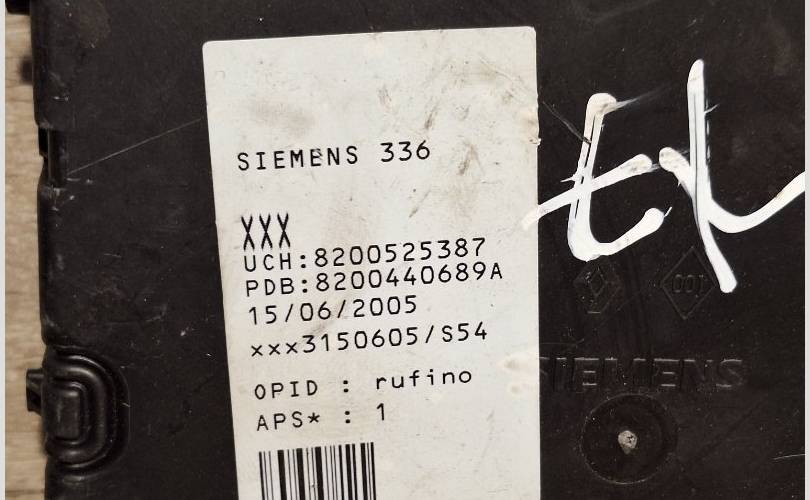 SIEMENS 336
XXX
UCH:8200525387
PDB:8200440689A
15/06/2005
xxx3150605/S54
OPID : rufino
APS* : 1
SIEMENS